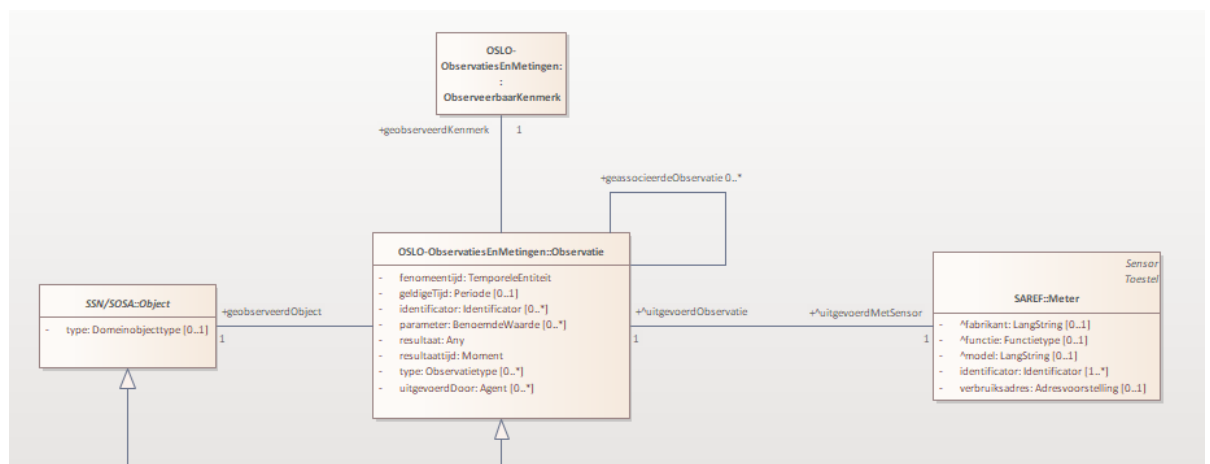 OSLO-
ObservatiesEnMetingen:
:
ObserveerbaarKenmerk
+geobserveerdKenmerk 1
+geassocieerdeObservatie 0..*
OSLO-ObservatiesEnMetingen::Observatie
- fenomeentijd: TemporeleEntiteit
- geldigeTijd: Periode [0..1]
- identificator: Identificator [0..*]
- parameter: BenoemdeWaarde [0..*]
- resultaat: Any
- resultaattijd: Moment
- type: Observatietype [0..*]
- uitgevoerdDoor: Agent [0..*]
SSN/SOSA::Object
- type: Domeinobjecttype [0..1]
+geobserveerdObject
1
+^uitgevoerdObservatie
1
+^uitgevoerdMetSensor
1
Sensor
Toestel
SAREF::Meter
- ^fabrikant: LangString [0..1]
- ^functie: Functietype [0..1]
- ^model: LangString [0..1]
- identificator: Identificator [1..*]
- verbruiksadres: Adresvoorstelling [0..1]